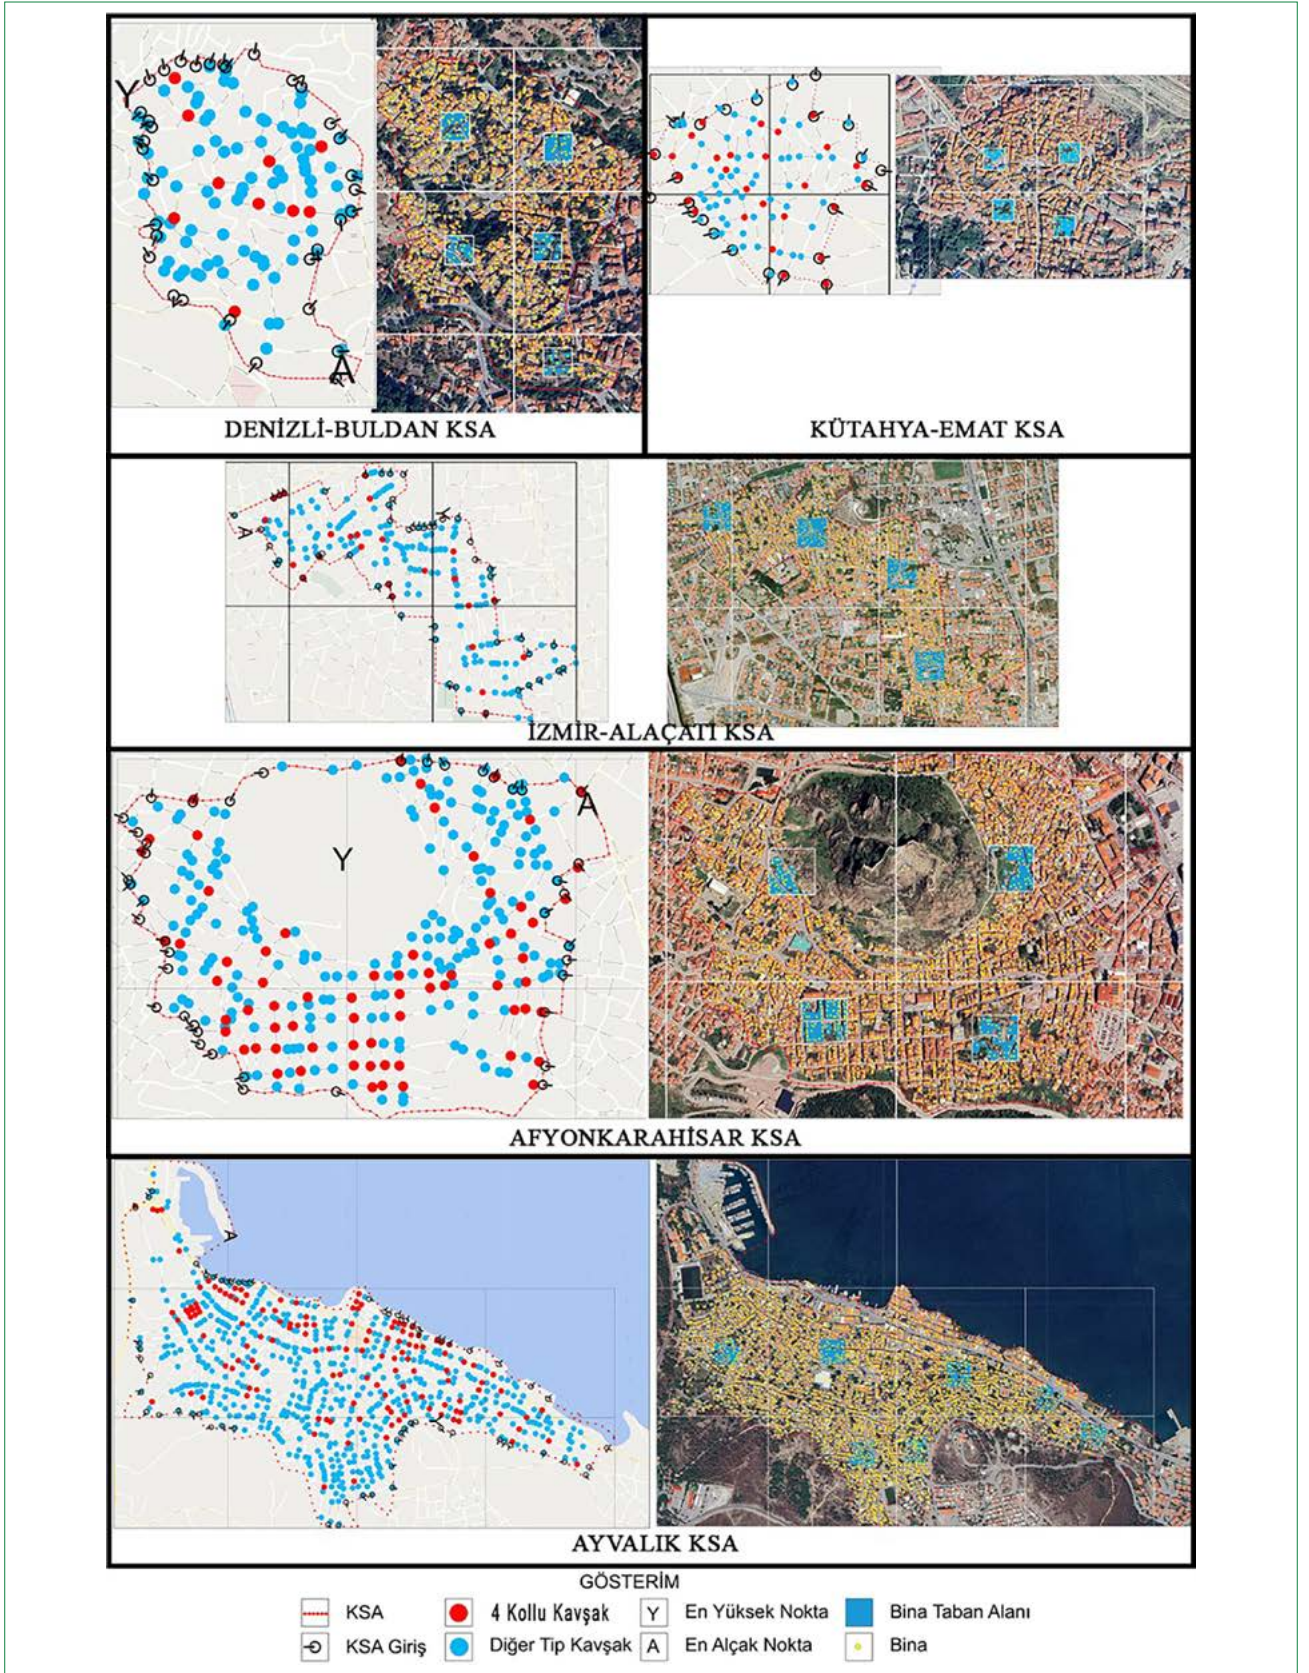 Y
A
DENİZLİ-BULDAN KSA
KÜTAHYA-EMAT KSA
A
Y
İZMİR-ALAÇATI KSA
A
Y
AFYONKARAHİSAR KSA
A
Y
AYVALIK KSA
GÖSTERİM
KSA
4 Kollu Kavşak
Y
En Yüksek Nokta
Bina Taban Alanı
KSA Giriş
Diğer Tip Kavşak
A
En Alçak Nokta
Bina